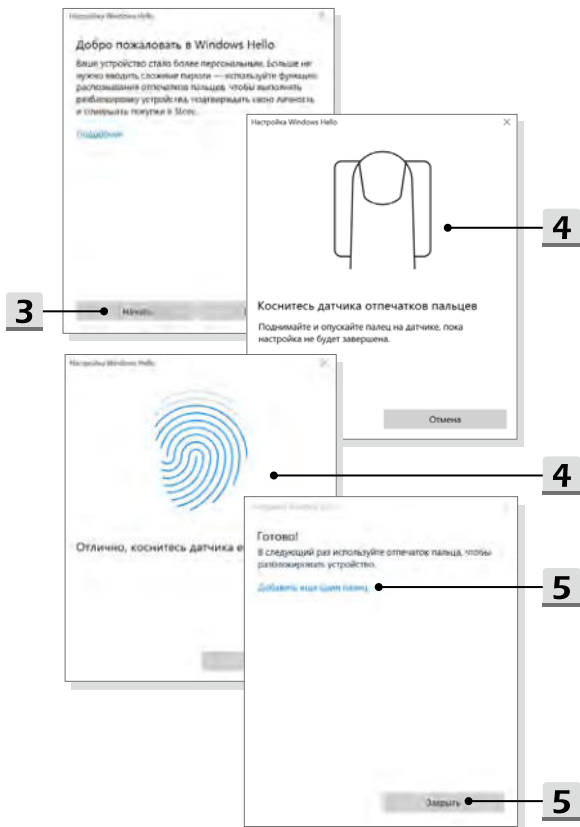 Настройка Windows Hello
Добро пожаловать в Windows Hello
Ваше устройство стало более персональным. Больше не
нужно вводить сложные пароли — используйте функцию
распознавания отпечатков пальцев, чтобы выполнять
разблокировку устройства, подтверждать свою личность
и совершать покупки в Store.
Подробнее
3
Начать
Настройка Windows Hello
4
Коснитесь датчика отпечатков пальцев
Поднимайте и опускайте палец на датчике, пока
настройка не будет завершена.
Отмена
Настройка Windows Hello
4
Отлично, коснитесь датчика е
Готово!
В следующий раз используйте отпечаток пальца, чтобы
разблокировать устройство.
Добавить еще один палец
5
Закрыть
5